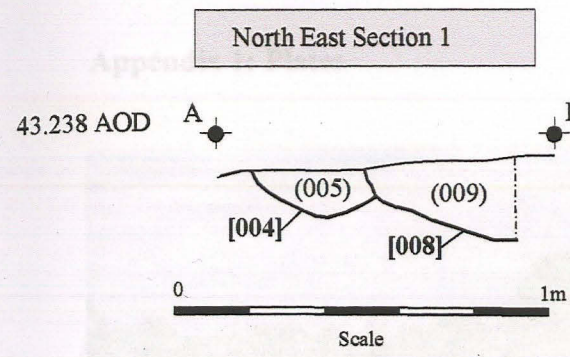 North East Section 1
43.238 AOD
A
(005)
(009)
[004]
[008]
0
1m
Scale